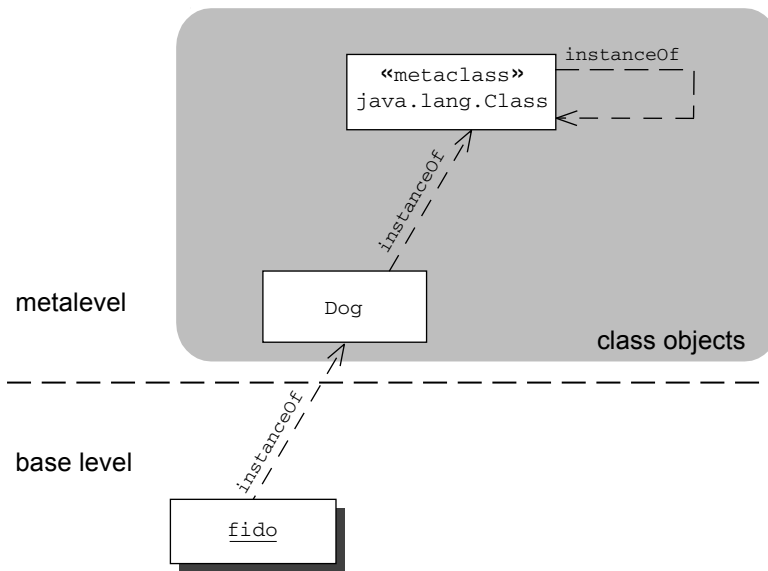 instanceOf
«metaclass»
java.lang.Class
instanceOf
metalevel
Dog
class objects
instanceOf
base level
fido